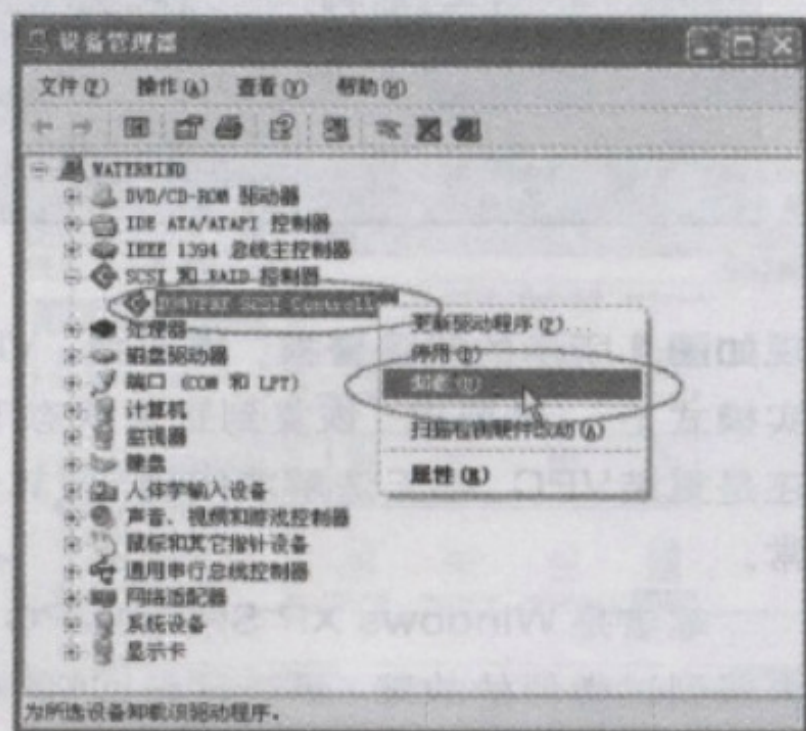 设备管理器
文件(F) 操作(A) 查看(V) 帮助(H)
WATERWIND
DVD/CD-ROM 驱动器
IDE ATA/ATAPI 控制器
IEEE 1394 总线主控制器
SCSI 和 RAID 控制器
SCSI Controll
处理器
磁盘驱动器
端口 (COM 和 LPT)
计算机
监视器
键盘
人体学输入设备
声音、视频和游戏控制器
鼠标和其它指针设备
通用串行总线控制器
网络适配器
系统设备
显示卡
更新驱动程序(P)...
停用(D)
卸载(U)
扫描检测硬件改动(A)
属性(R)
为所选设备卸载该驱动程序。